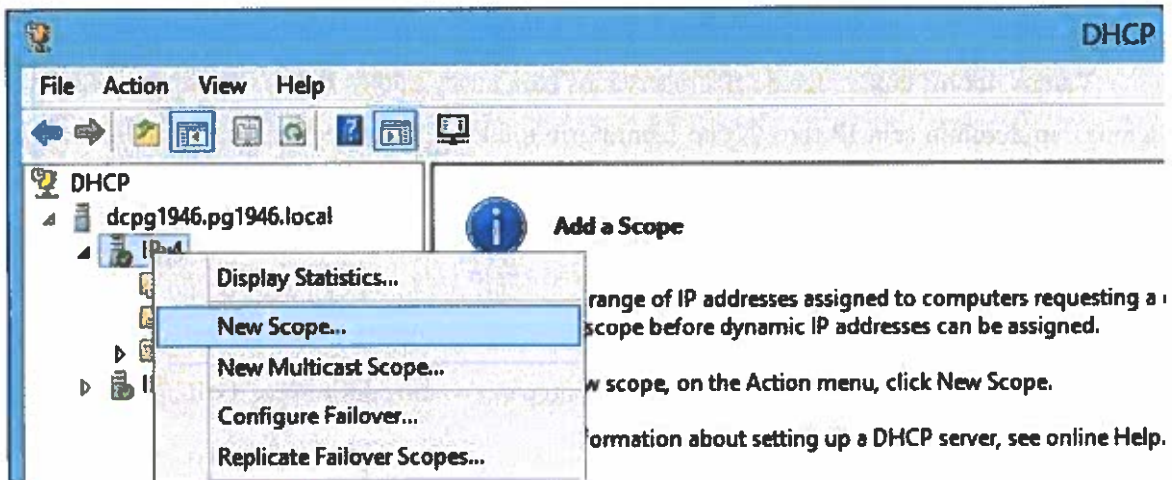 DHCP
File Action View Help
DHCP
dcpg1946.pg1946.local
IPv4
Add a Scope
Display Statistics...
range of IP addresses assigned to computers requesting a
New Scope...
scope before dynamic IP addresses can be assigned.
New Multicast Scope...
scope, on the Action menu, click New Scope.
Configure Failover...
about setting up a DHCP server, see online Help.
Replicate Failover Scopes...